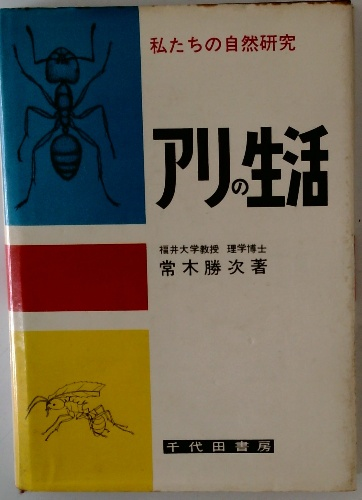 私たちの自然研究
アリの生活
福井大学教授 理学博士
常木勝次著
千代田書房